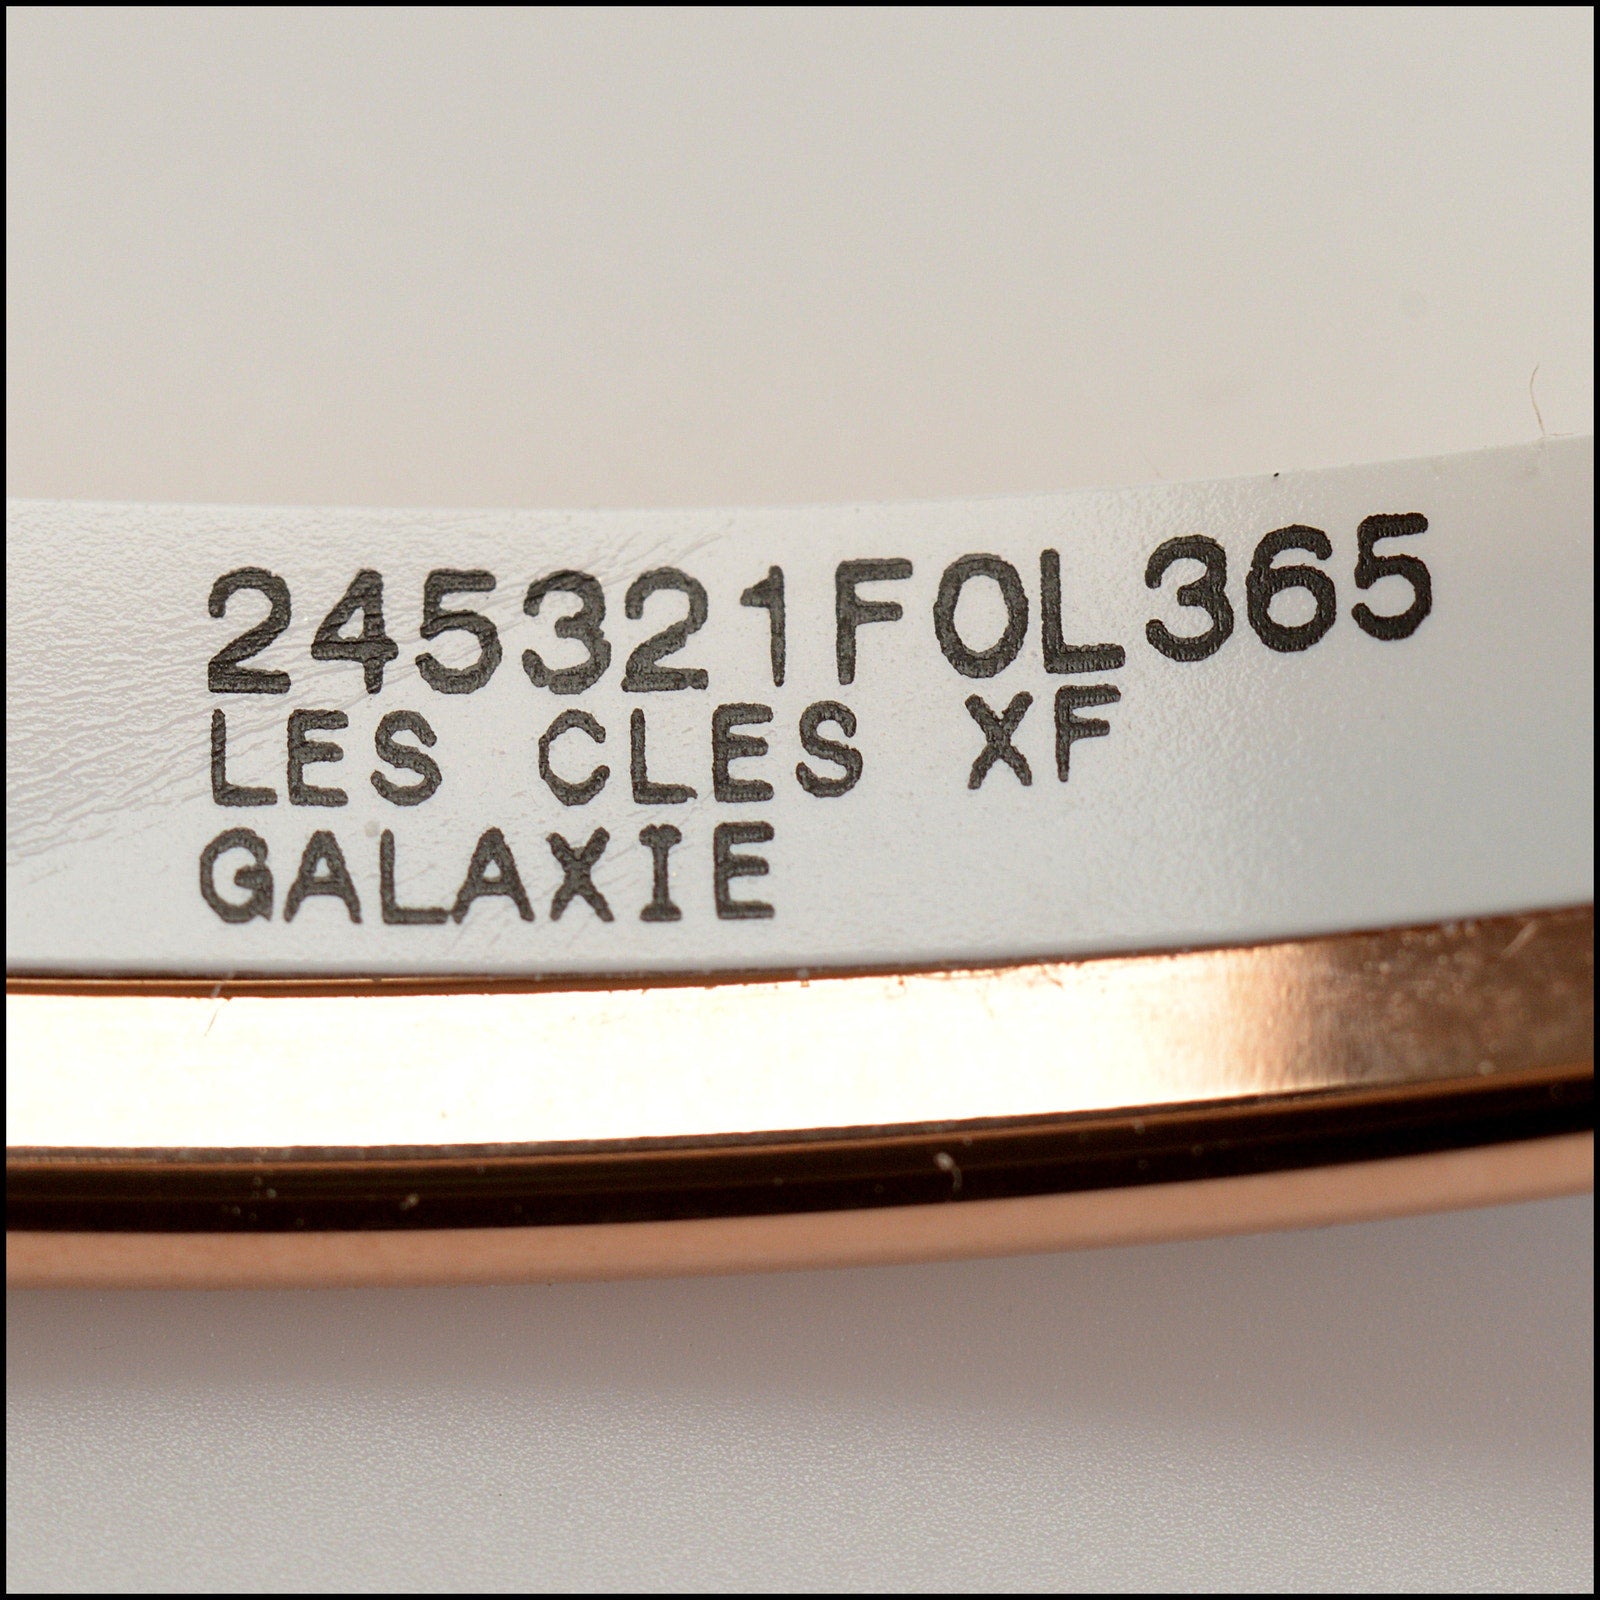 245321F0L365
LES CLES XF
GALAXIE